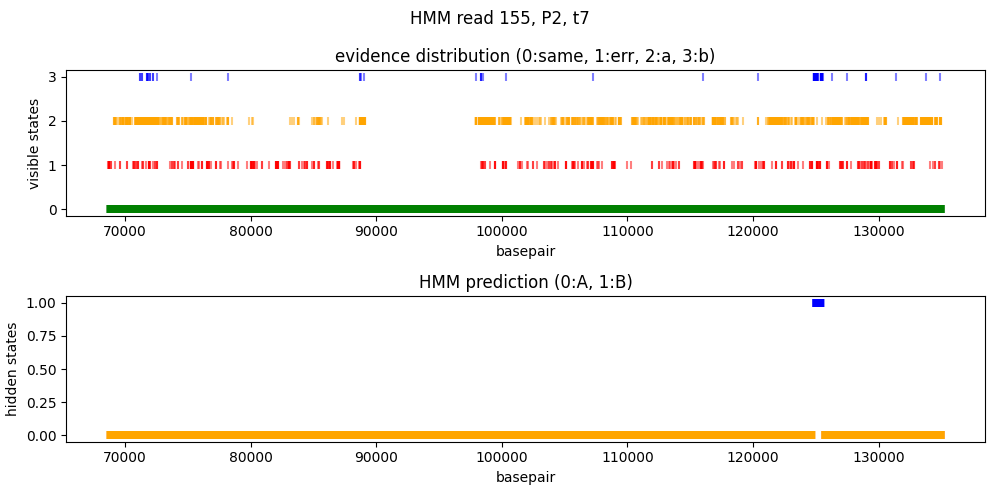 HMM read 155, P2, t7
evidence distribution (0:same, 1:err, 2:a, 3:b)
visible states
3
2
1
0
70000 80000 90000 100000 110000 120000 130000
basepair
HMM prediction (0:A, 1:B)
hidden states
1.00
0.75
0.50
0.25
0.00
70000 80000 90000 100000 110000 120000 130000
basepair